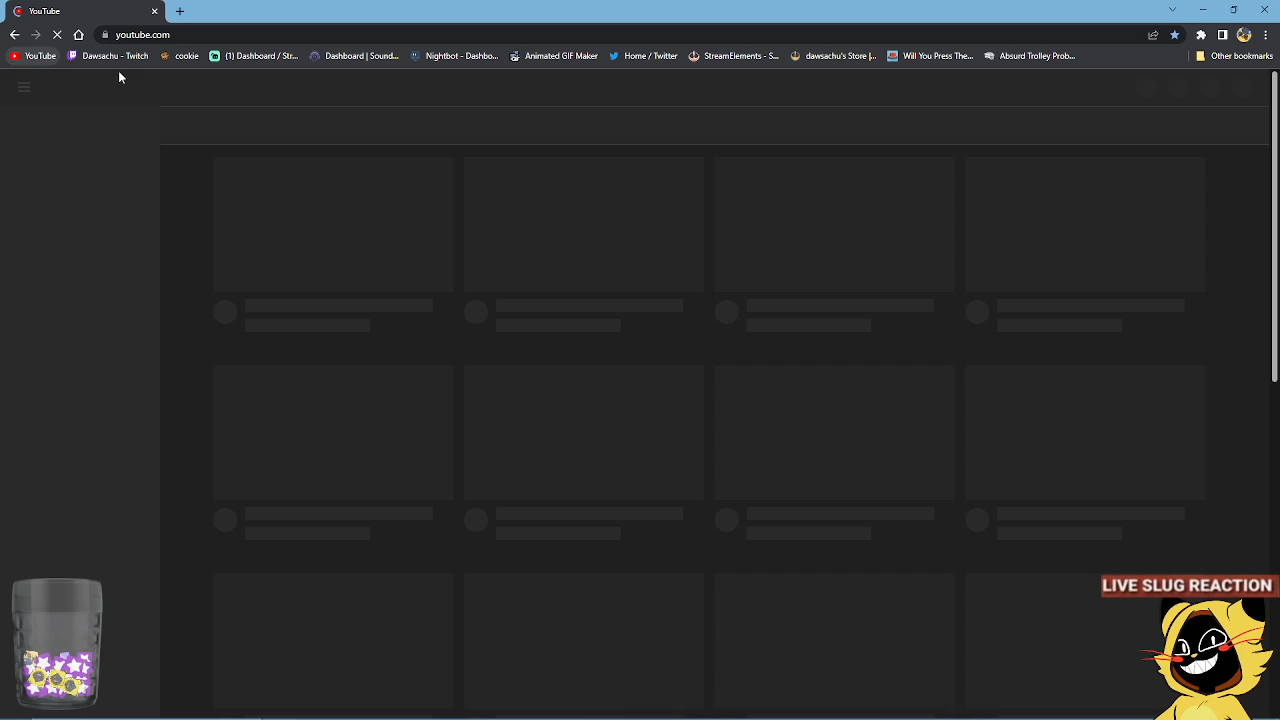 YouTube
youtube.com
YouTube Dawsachu - Twitch cookie (1) Dashboard / Str... Dashboard | Sound... Nightbot - Dashbo... Animated GIF Maker Home / Twitter StreamElements - S... dawsachu's Store |... Will You Press The... Absurd Trolley Prob... Other bookmarks
LIVE SLUG REACTION